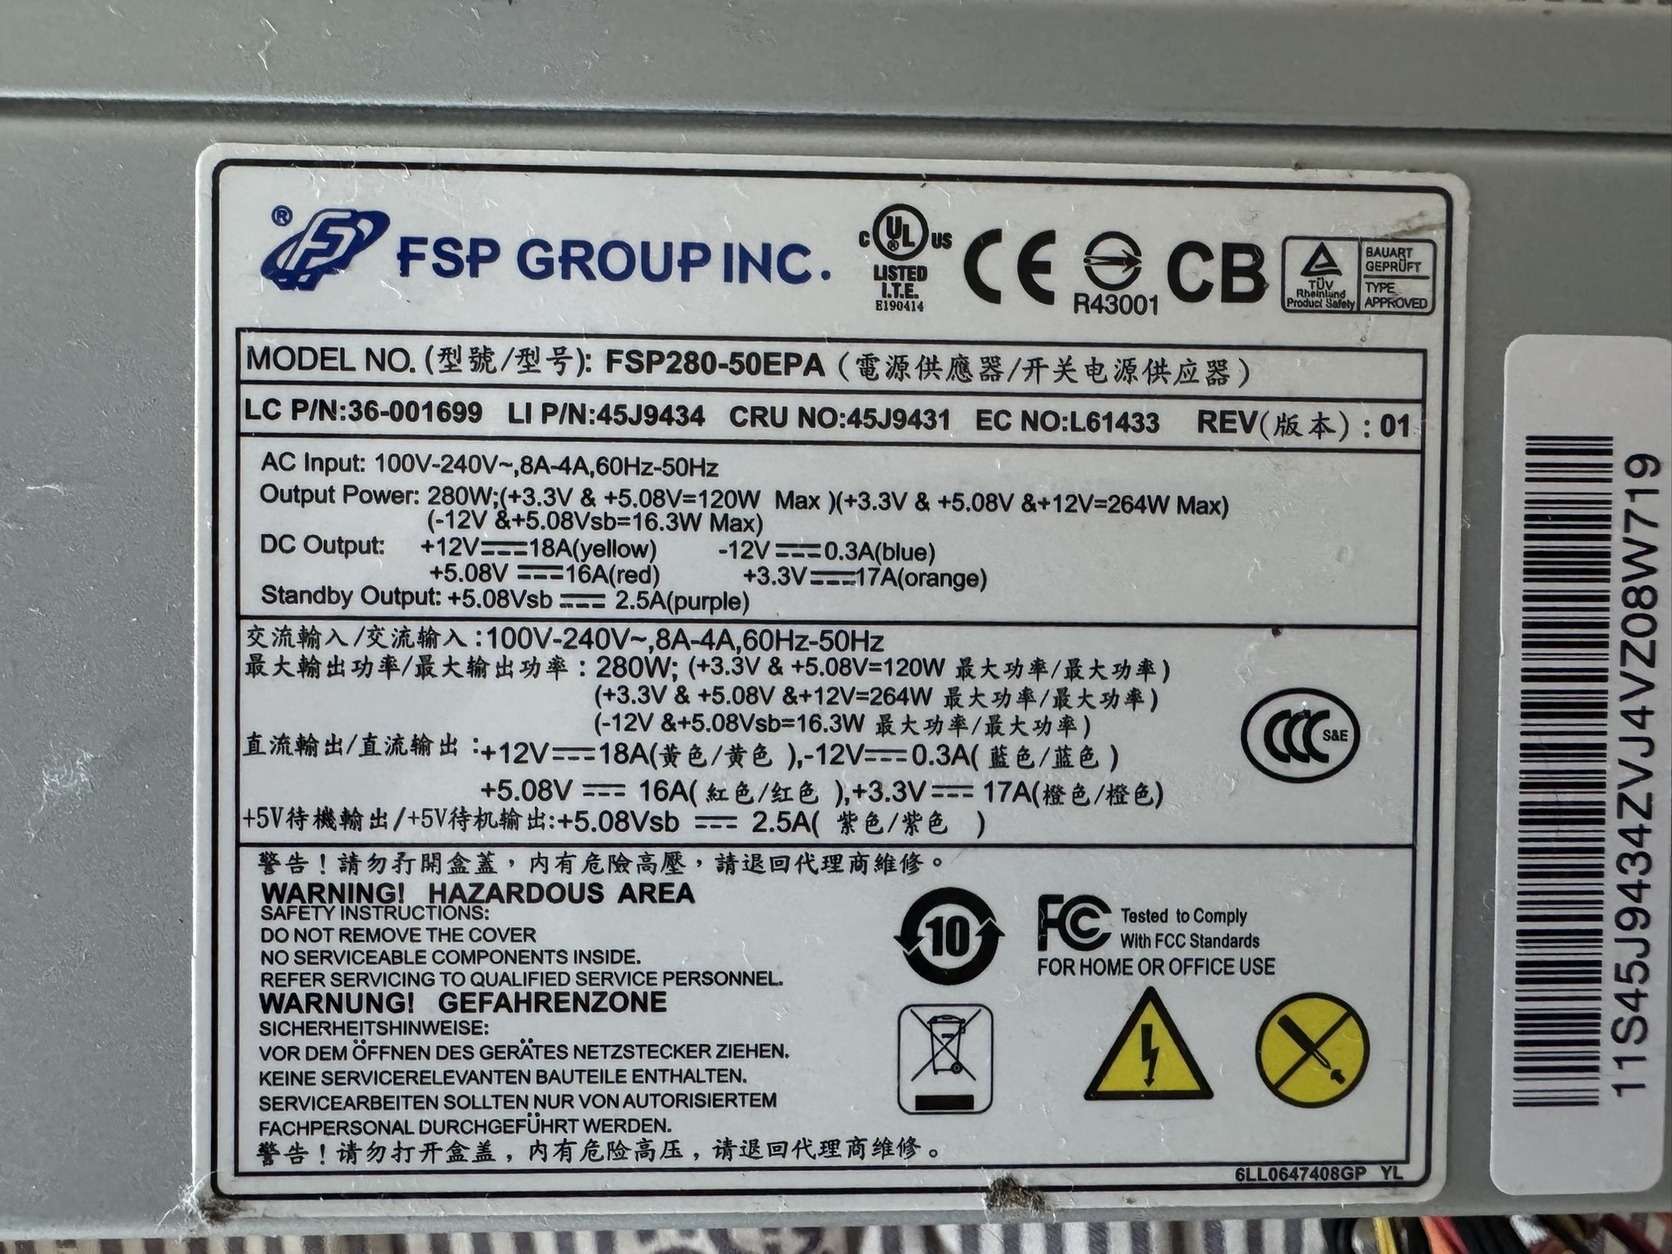 ® FSP FSP GROUP INC.
C UL ® US LISTED I.T.E. E190414
CE
R43001
CB
TÜV Rheinland Product Safety
BAUART GEPRÜFT
TYPE APPROVED
MODEL NO. (型號/型号): FSP280-50EPA (電源供應器/开关电源供应器)
LC P/N:36-001699 LI P/N:45J9434 CRU NO:45J9431 EC NO:L61433 REV(版本) : 01
AC Input: 100V-240V~,8A-4A,60Hz-50Hz
Output Power: 280W;(+3.3V & +5.08V=120W Max )(+3.3V & +5.08V &+12V=264W Max)
(-12V &+5.08Vsb=16.3W Max)
DC Output: +12V⎓18A(yellow) -12V⎓0.3A(blue)
+5.08V⎓16A(red) +3.3V⎓17A(orange)
Standby Output: +5.08Vsb⎓2.5A(purple)
交流輸入/交流输入:100V-240V~,8A-4A,60Hz-50Hz
最大輸出功率/最大输出功率: 280W; (+3.3V & +5.08V=120W 最大功率/最大功率)
(+3.3V & +5.08V &+12V=264W 最大功率/最大功率)
(-12V &+5.08Vsb=16.3W 最大功率/最大功率)
直流輸出/直流输出:+12V⎓18A(黃色/黄色 ),-12V⎓0.3A( 藍色/蓝色 )
+5.08V⎓16A( 紅色/红色 ),+3.3V⎓17A(橙色/橙色)
+5V待機輸出/+5V待机输出:+5.08Vsb⎓2.5A( 紫色/紫色 )
CCC S&E
警告!請勿打開盒蓋,內有危險高壓,請退回代理商維修。
WARNING! HAZARDOUS AREA
SAFETY INSTRUCTIONS:
DO NOT REMOVE THE COVER
NO SERVICEABLE COMPONENTS INSIDE.
REFER SERVICING TO QUALIFIED SERVICE PERSONNEL.
WARNUNG! GEFAHRENZONE
SICHERHEITSHINWEISE:
VOR DEM ÖFFNEN DES GERÄTES NETZSTECKER ZIEHEN.
KEINE SERVICERELEVANTEN BAUTEILE ENTHALTEN.
SERVICEARBEITEN SOLLTEN NUR VON AUTORISIERTEM
FACHPERSONAL DURCHGEFÜHRT WERDEN.
警告!请勿打开盒盖,内有危险高压,请退回代理商维修。
10
FC Tested to Comply
With FCC Standards
FOR HOME OR OFFICE USE
6LL0647408GP YL
11S45J9434ZVJ4VZ08W719